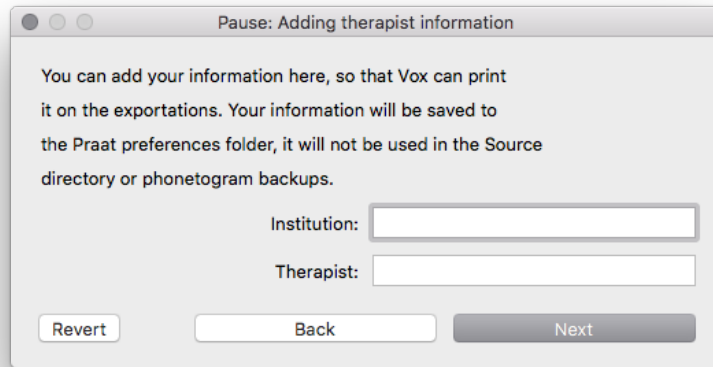 Pause: Adding therapist information
You can add your information here, so that Vox can print
it on the exportations. Your information will be saved to
the Praat preferences folder, it will not be used in the Source
directory or phonetogram backups.
Institution:
Therapist:
Revert Back Next